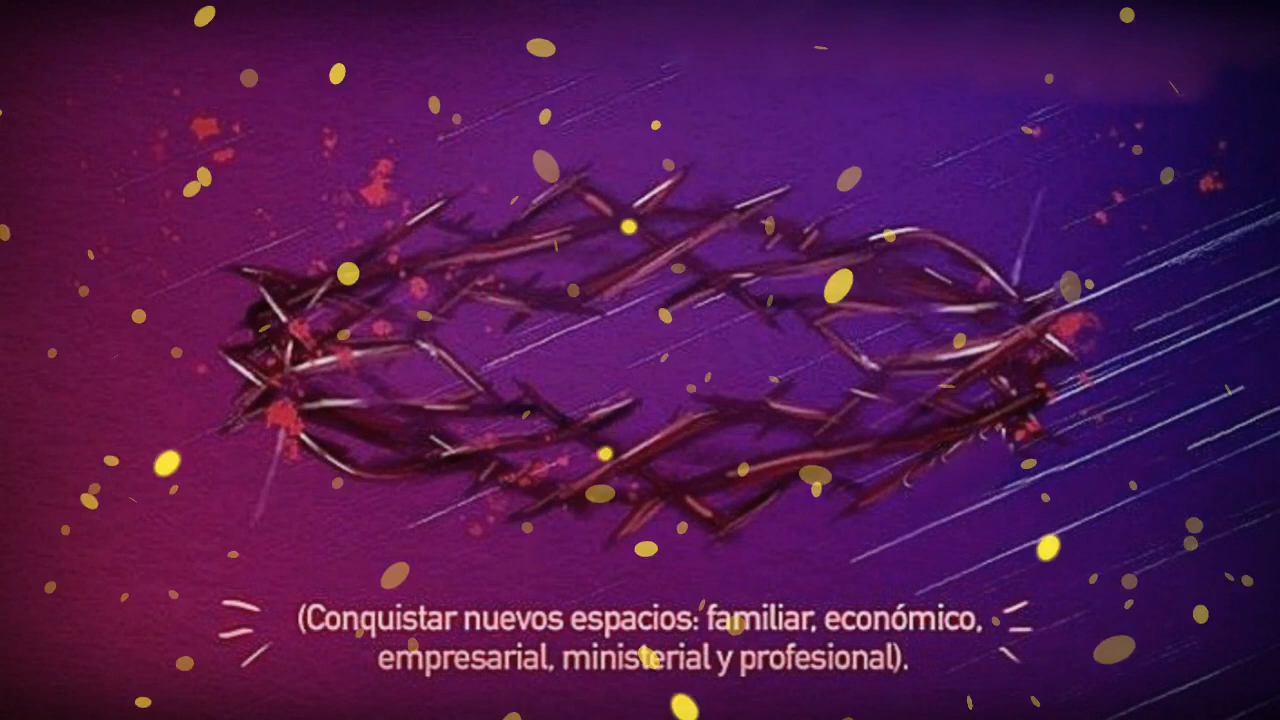 (Conquistar nuevos espacios: familiar, económico,
empresarial, ministerial y profesional).